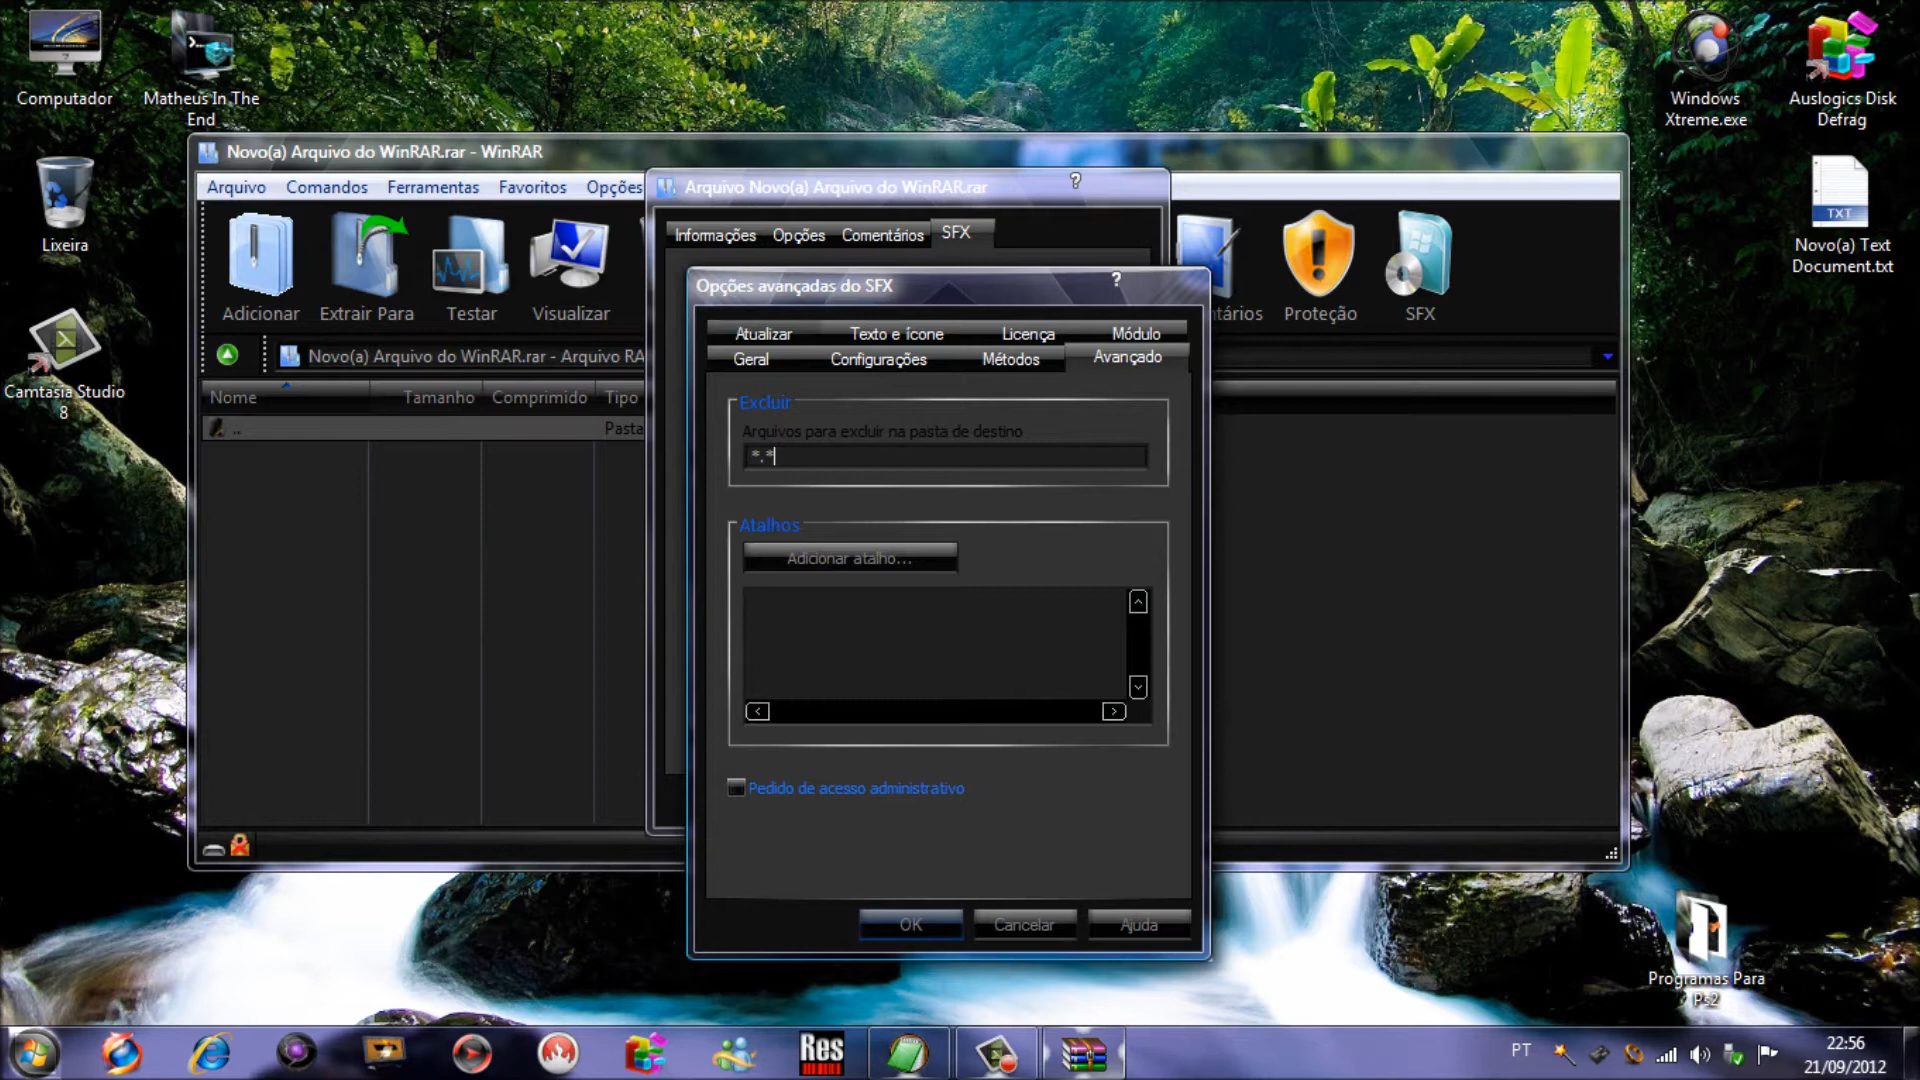 Computador
Matheus In The
End
Windows
Xtreme.exe
Auslogics Disk
Defrag
Lixeira
TXT
Novo(a) Text
Document.txt
Camtasia Studio
8
Novo(a) Arquivo do WinRAR.rar - WinRAR
Arquivo Comandos Ferramentas Favoritos Opções
Adicionar Extrair Para Testar Visualizar
Proteção SFX
Novo(a) Arquivo do WinRAR.rar - Arquivo RA
Nome Tamanho Comprimido Tipo
.. Pasta
Arquivo Novo(a) Arquivo do WinRAR.rar ?
Informações Opções Comentários SFX
Opções avançadas do SFX ?
Atualizar Texto e ícone Licença Módulo
Geral Configurações Métodos Avançado
Excluir
Arquivos para excluir na pasta de destino
*.*
Atalhos
Adicionar atalho...
Pedido de acesso administrativo
OK Cancelar Ajuda
Programas Para
Ps2
Res
PT
22:56
21/09/2012